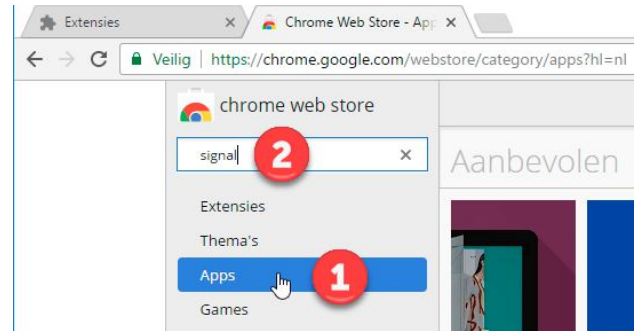 Extensies
Chrome Web Store - App
Veilig | https://chrome.google.com/webstore/category/apps?hl=nl
chrome web store
signal
2
Aanbevolen
Extensies
Thema's
Apps
1
Games